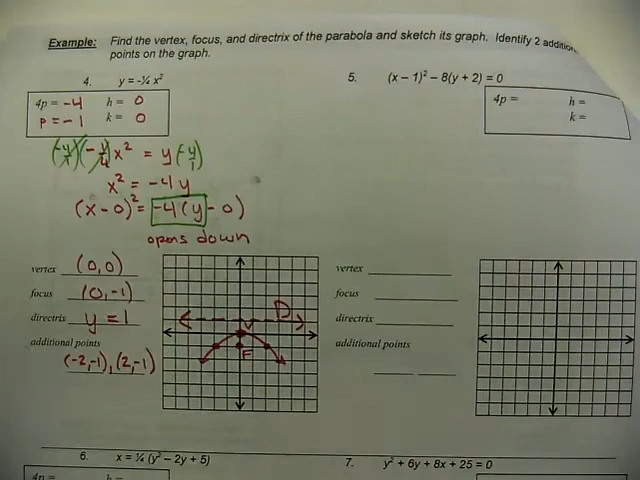 Example: Find the vertex, focus, and directrix of the parabola and sketch its graph. Identify 2 addition
points on the graph.
4. y = -¼ x²
4p = -4 h = 0
p = -1 k = 0
(-4/1)(-1/4)x² = y(-4/1)
x² = -4y
(x-0)² = -4(y-0)
opens down
vertex (0,0)
focus (0,-1)
directrix y = 1
additional points
(-2,-1), (2,-1)
D
V
F
5. (x – 1)² – 8(y + 2) = 0
4p = h =
k =
vertex
focus
directrix
additional points
6. x = ¼ (y² – 2y + 5)
4p = h =
7. y² + 6y + 8x + 25 = 0